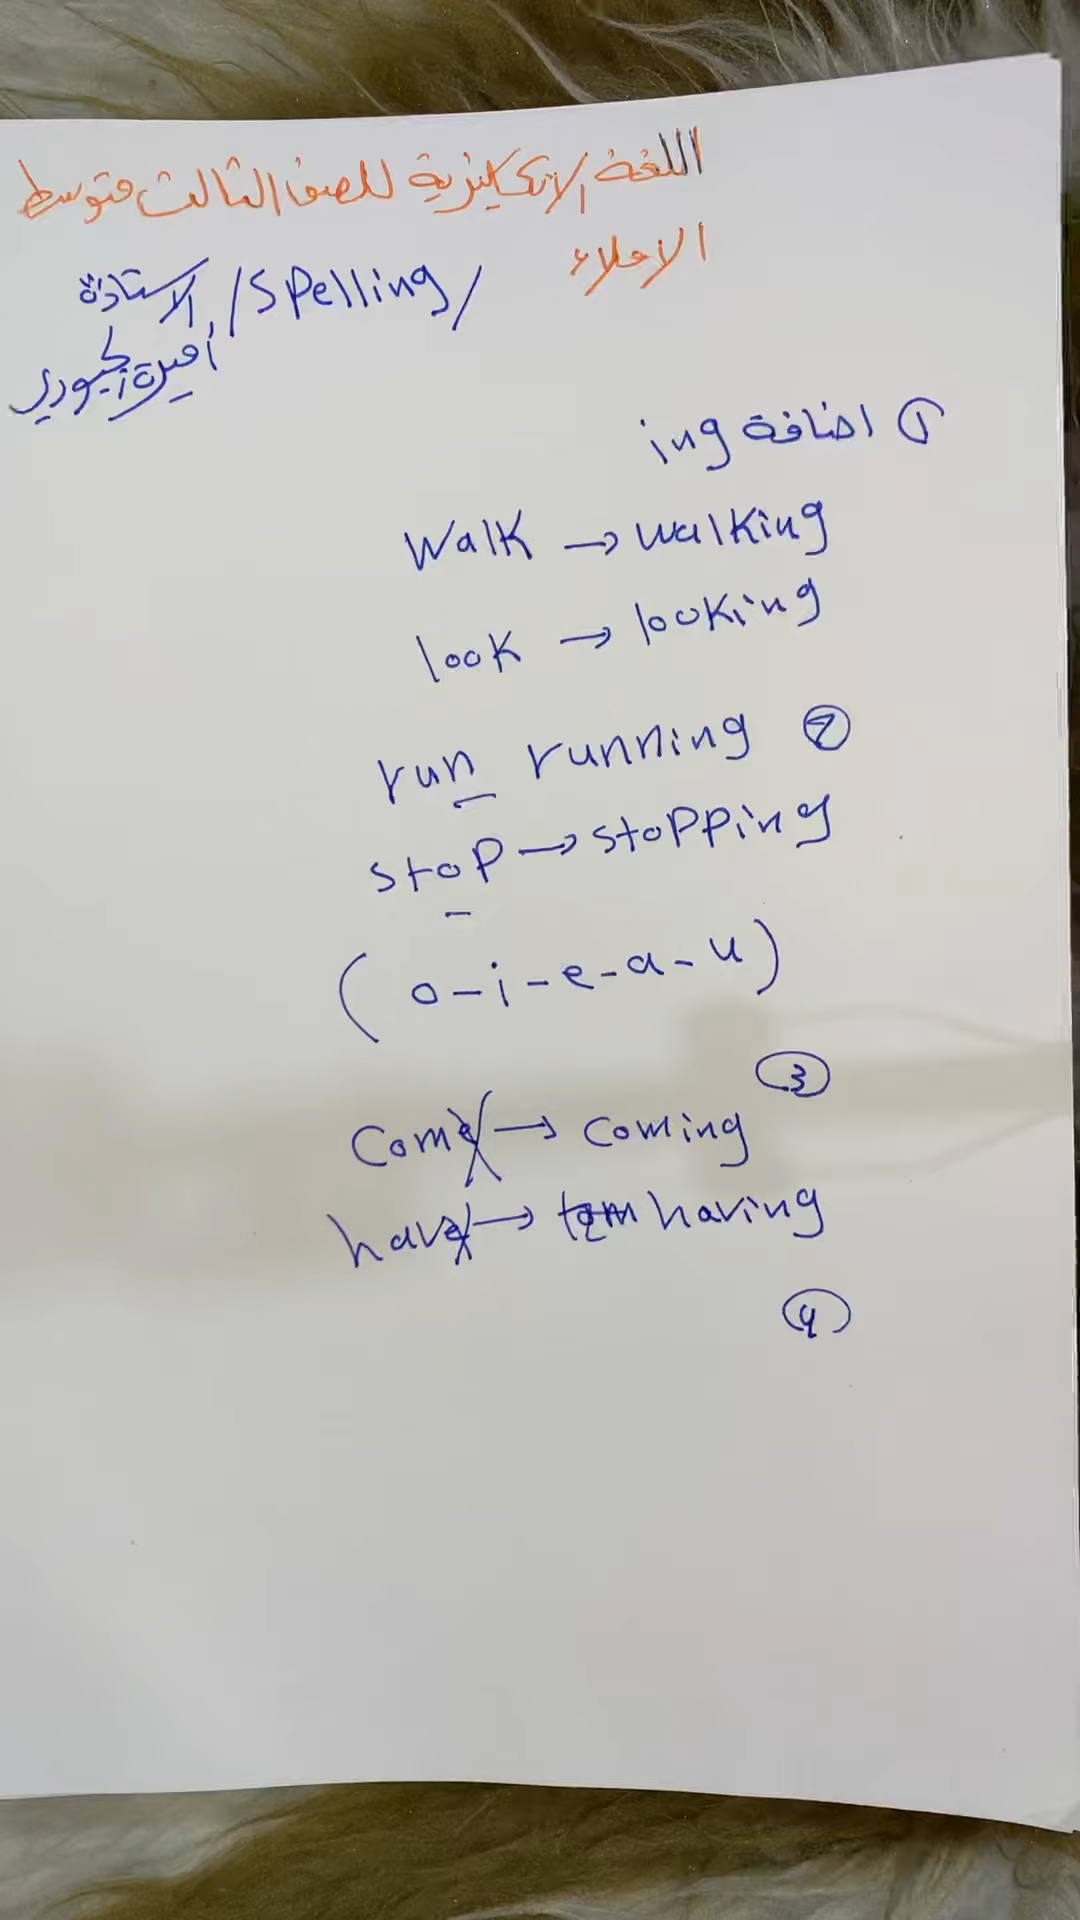 اللغة الانكليزية للصف الثالث متوسط
الاملاء /Spelling/ الاستاذة
أميرة الجبوري
① اضافة ing
Walk → walking
look → looking
② run running
stop → stopping
( o - i - e - a - u )
③
Come → coming
have → having
④